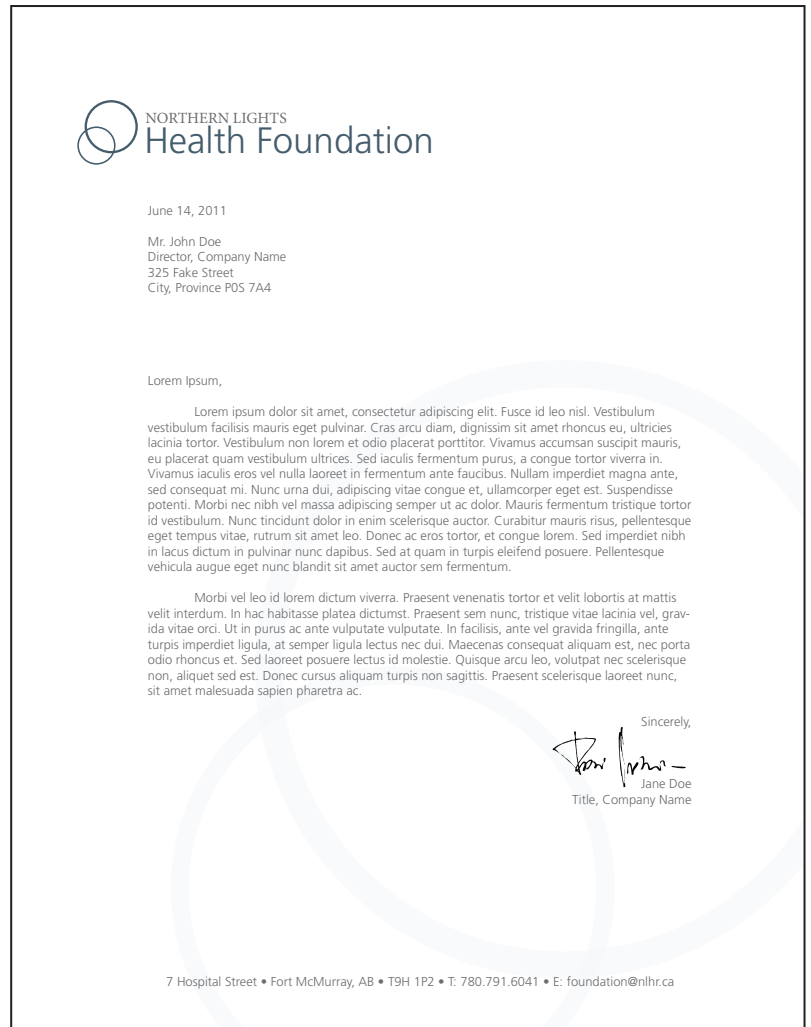 NORTHERN LIGHTS
Health Foundation
June 14, 2011
Mr. John Doe
Director, Company Name
325 Fake Street
City, Province P0S 7A4
Lorem Ipsum,
Lorem ipsum dolor sit amet, consectetur adipiscing elit. Fusce id leo nisl. Vestibulum
vestibulum facilisis mauris eget pulvinar. Cras arcu diam, dignissim sit amet rhoncus eu, ultricies
lacinia tortor. Vestibulum non lorem et odio placerat porttitor. Vivamus accumsan suscipit mauris,
eu placerat quam vestibulum ultrices. Sed iaculis fermentum purus, a congue tortor viverra in.
Vivamus iaculis eros vel nulla laoreet in fermentum ante faucibus. Nullam imperdiet magna ante,
sed consequat mi. Nunc urna dui, adipiscing vitae congue et, ullamcorper eget est. Suspendisse
potenti. Morbi nec nibh vel massa adipiscing semper ut ac dolor. Mauris fermentum tristique tortor
id vestibulum. Nunc tincidunt dolor in enim scelerisque auctor. Curabitur mauris risus, pellentesque
eget tempus vitae, rutrum sit amet leo. Donec ac eros tortor, et congue lorem. Sed imperdiet nibh
in lacus dictum in pulvinar nunc dapibus. Sed at quam in turpis eleifend posuere. Pellentesque
vehicula augue eget nunc blandit sit amet auctor sem fermentum.
Morbi vel leo id lorem dictum viverra. Praesent venenatis tortor et velit lobortis at mattis
velit interdum. In hac habitasse platea dictumst. Praesent sem nunc, tristique vitae lacinia vel, grav-
ida vitae orci. Ut in purus ac ante vulputate vulputate. In facilisis, ante vel gravida fringilla, ante
turpis imperdiet ligula, at semper ligula lectus nec dui. Maecenas consequat aliquam est, nec porta
odio rhoncus et. Sed laoreet posuere lectus id molestie. Quisque arcu leo, volutpat nec scelerisque
non, aliquet sed est. Donec cursus aliquam turpis non sagittis. Praesent scelerisque laoreet nunc,
sit amet malesuada sapien pharetra ac.
Sincerely,
Jane Doe
Title, Company Name
7 Hospital Street • Fort McMurray, AB • T9H 1P2 • T: 780.791.6041 • E: foundation@nlhr.ca